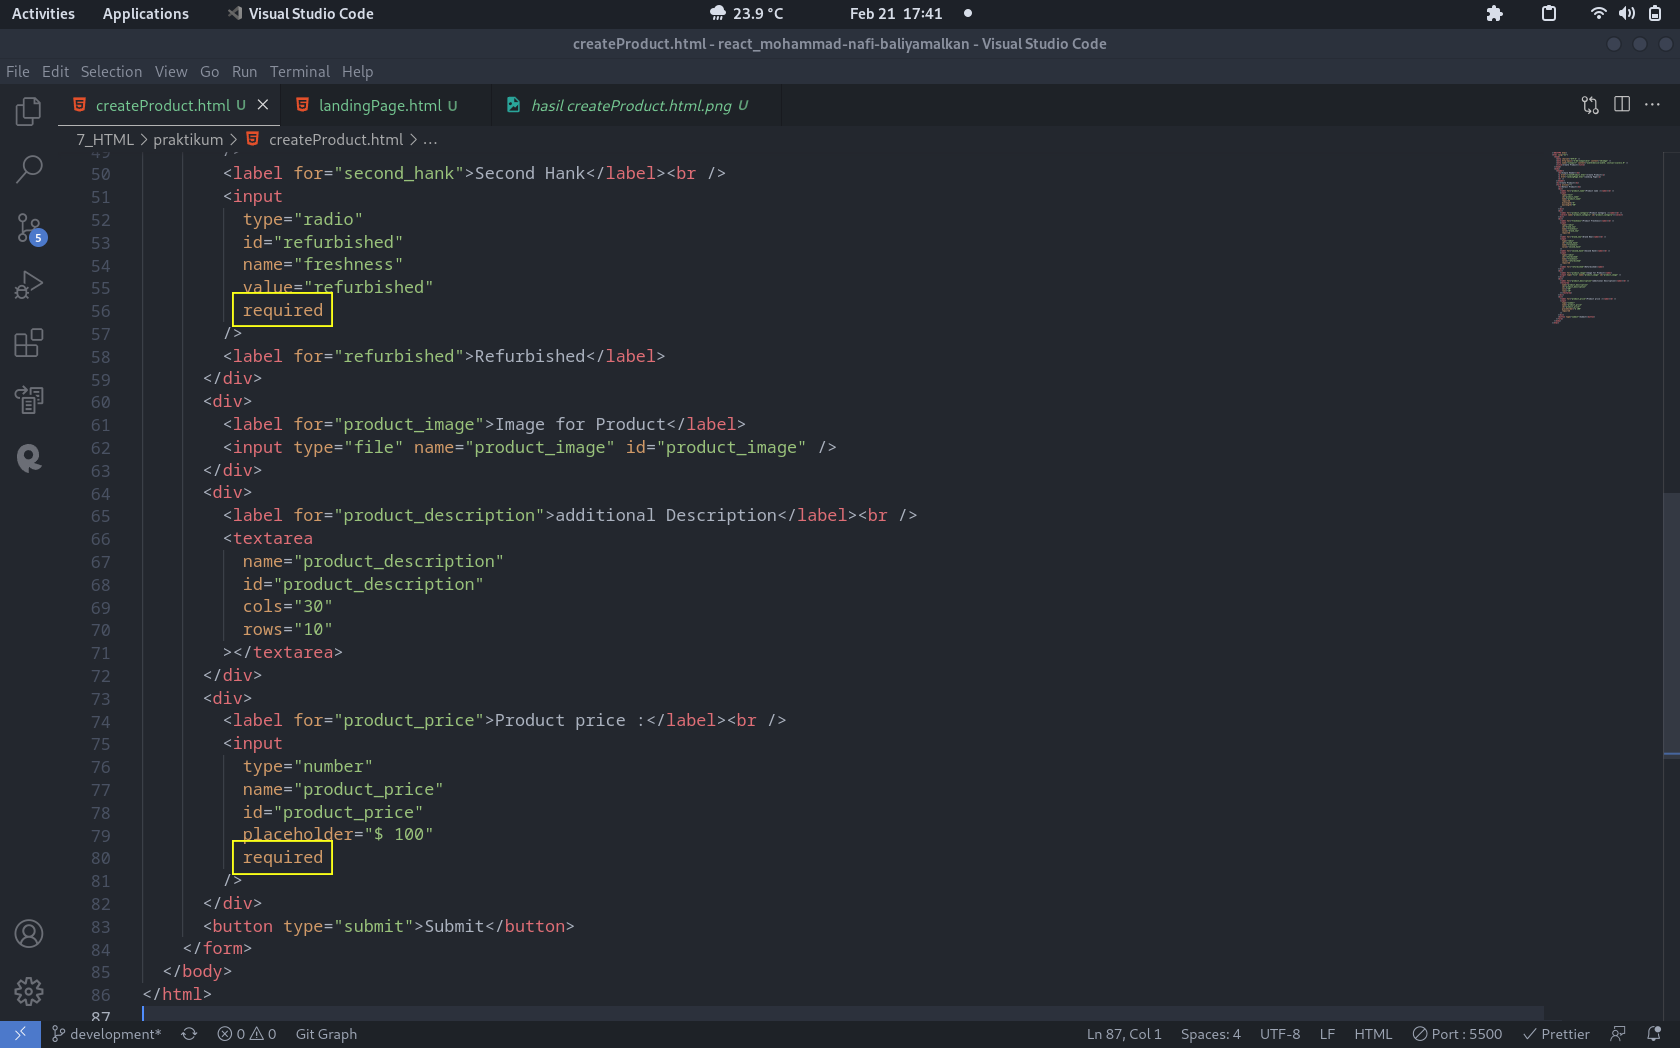 Activities Applications Visual Studio Code 23.9 °C Feb 21 17:41
createProduct.html - react_mohammad-nafi-baliyamalkan - Visual Studio Code
File Edit Selection View Go Run Terminal Help
createProduct.html U landingPage.html U hasil createProduct.html.png U
7_HTML > praktikum > createProduct.html > ...
49 />
50 <label for="second_hank">Second Hank</label><br />
51 <input
52 type="radio"
53 id="refurbished"
54 name="freshness"
55 value="refurbished"
56 required
57 />
58 <label for="refurbished">Refurbished</label>
59 </div>
60 <div>
61 <label for="product_image">Image for Product</label>
62 <input type="file" name="product_image" id="product_image" />
63 </div>
64 <div>
65 <label for="product_description">additional Description</label><br />
66 <textarea
67 name="product_description"
68 id="product_description"
69 cols="30"
70 rows="10"
71 ></textarea>
72 </div>
73 <div>
74 <label for="product_price">Product price :</label><br />
75 <input
76 type="number"
77 name="product_price"
78 id="product_price"
79 placeholder="$ 100"
80 required
81 />
82 </div>
83 <button type="submit">Submit</button>
84 </form>
85 </body>
86 </html>
87
5
development* 0 0 Git Graph Ln 87, Col 1 Spaces: 4 UTF-8 LF HTML Port : 5500 Prettier